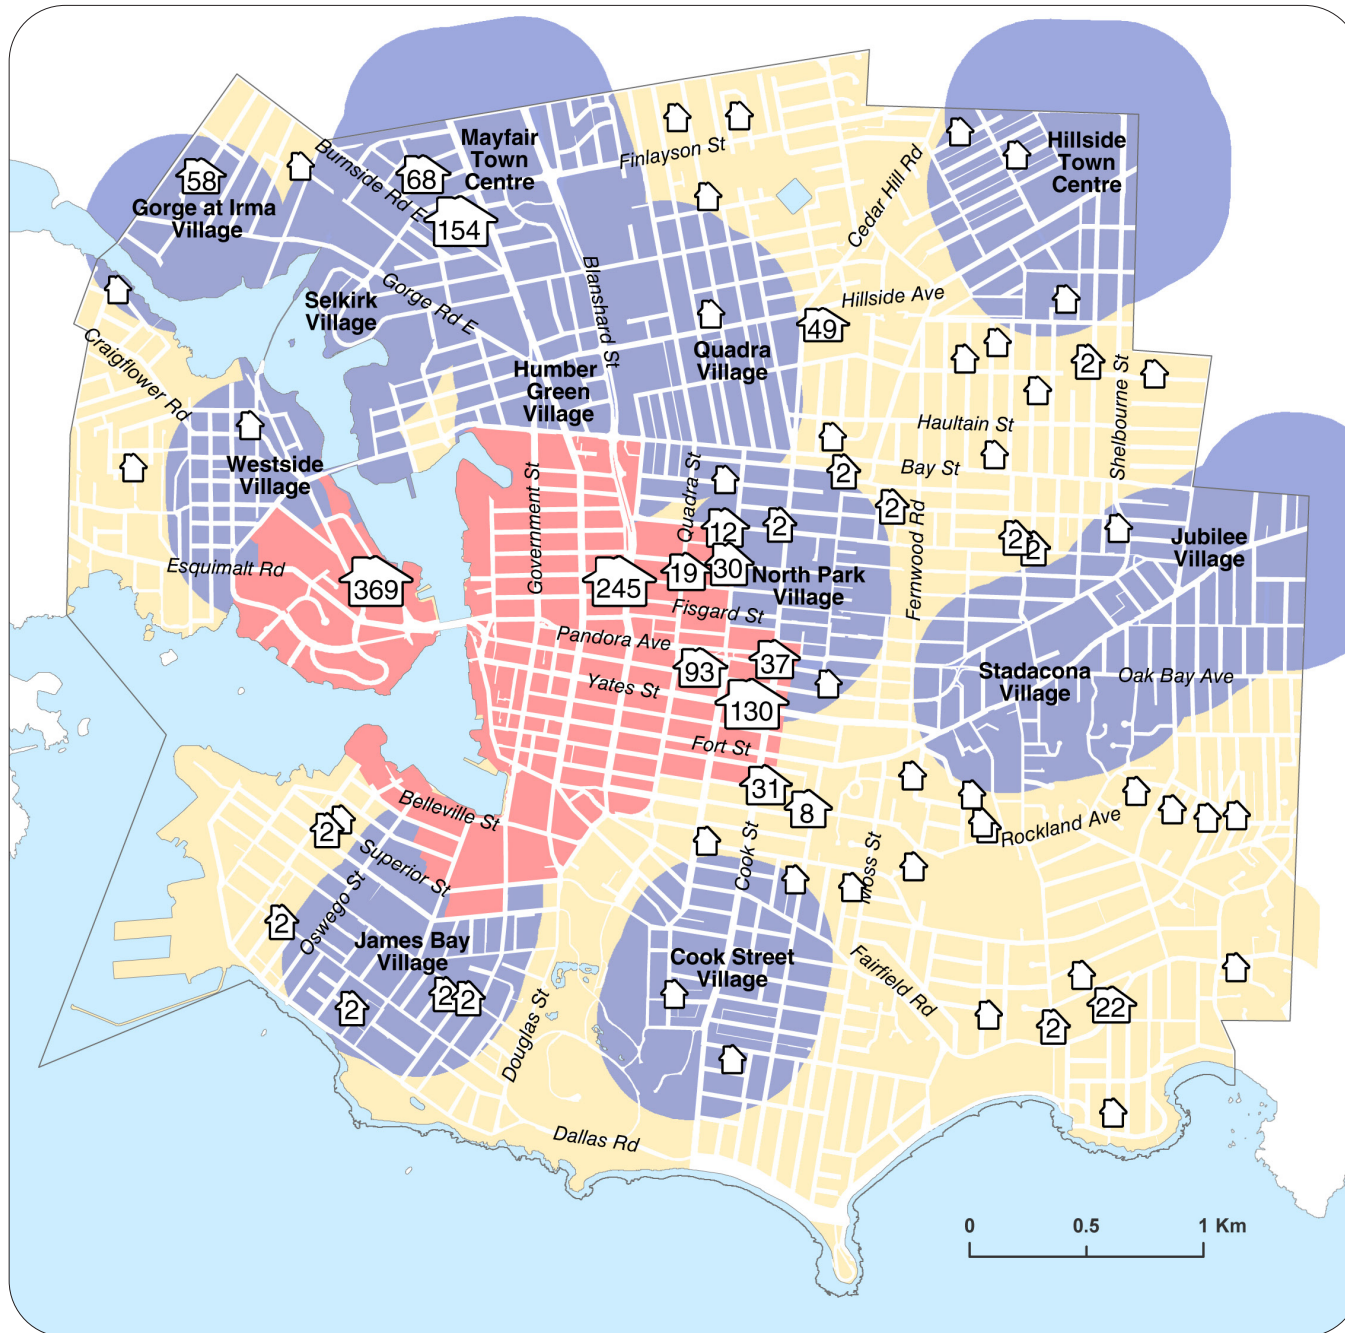 Mayfair
Town
Centre
Hillside
Town
Centre
Finlayson St
Burnside Rd E
Cedar Hill Rd
58
68
Gorge at Irma
Village
154
Blanshard St
Gorge Rd E
Selkirk
Village
Hillside Ave
49
Quadra
Village
Craigflower Rd
Humber
Green
Village
2
Shelbourne St
Haultain St
Westside
Village
Bay St
2
Quadra St
Government St
2
Fernwood Rd
12
2
2
2
Jubilee
Village
Esquimalt Rd
369
245
19
30
North Park
Village
Fisgard St
Pandora Ave
37
93
Yates St
Stadacona
Village
Oak Bay Ave
130
Fort St
31
8
Belleville St
2
Rockland Ave
Superior St
Cook St
Moss St
Oswego St
2
James Bay
Village
Cook Street
Village
Fairfield Rd
2
2
2
22
2
Douglas St
Dallas Rd
0
0.5
1 Km